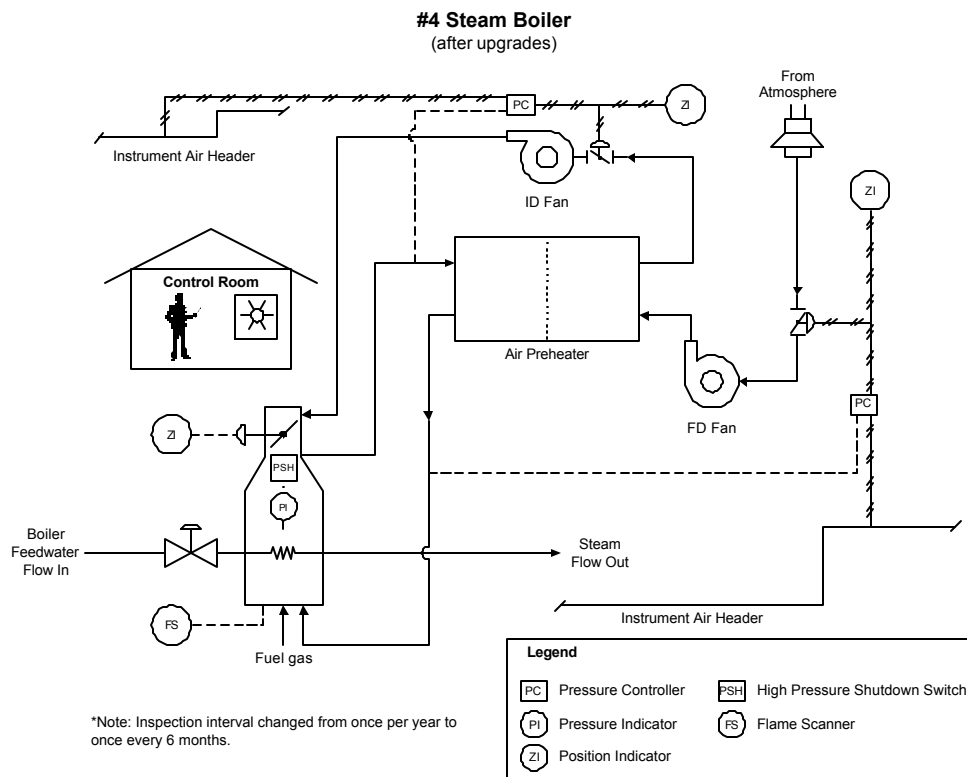 #4 Steam Boiler
(after upgrades)
From
Atmosphere
PC
ZI
Instrument Air Header
ID Fan
ZI
Control Room
Air Preheater
FD Fan
PC
ZI
PSH
PI
Boiler
Feedwater
Flow In
Steam
Flow Out
FS
Fuel gas
Instrument Air Header
Legend
PC Pressure Controller
PSH High Pressure Shutdown Switch
PI Pressure Indicator
FS Flame Scanner
ZI Position Indicator
*Note: Inspection interval changed from once per year to
once every 6 months.